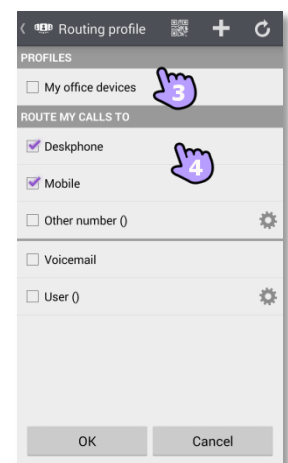 Routing profile
PROFILES
My office devices
3
ROUTE MY CALLS TO
Deskphone
4
Mobile
Other number ()
Voicemail
User ()
OK Cancel